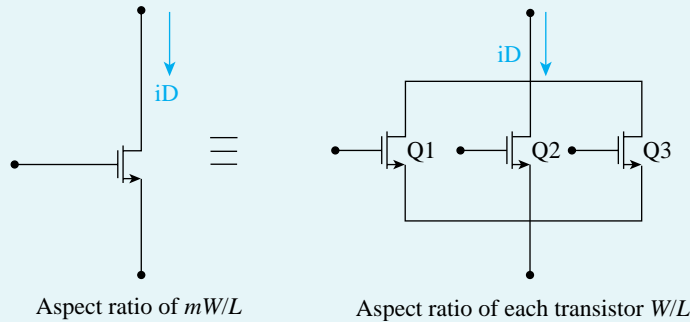 iD
iD
Q1
Q2
Q3
Aspect ratio of mW/L
Aspect ratio of each transistor W/L